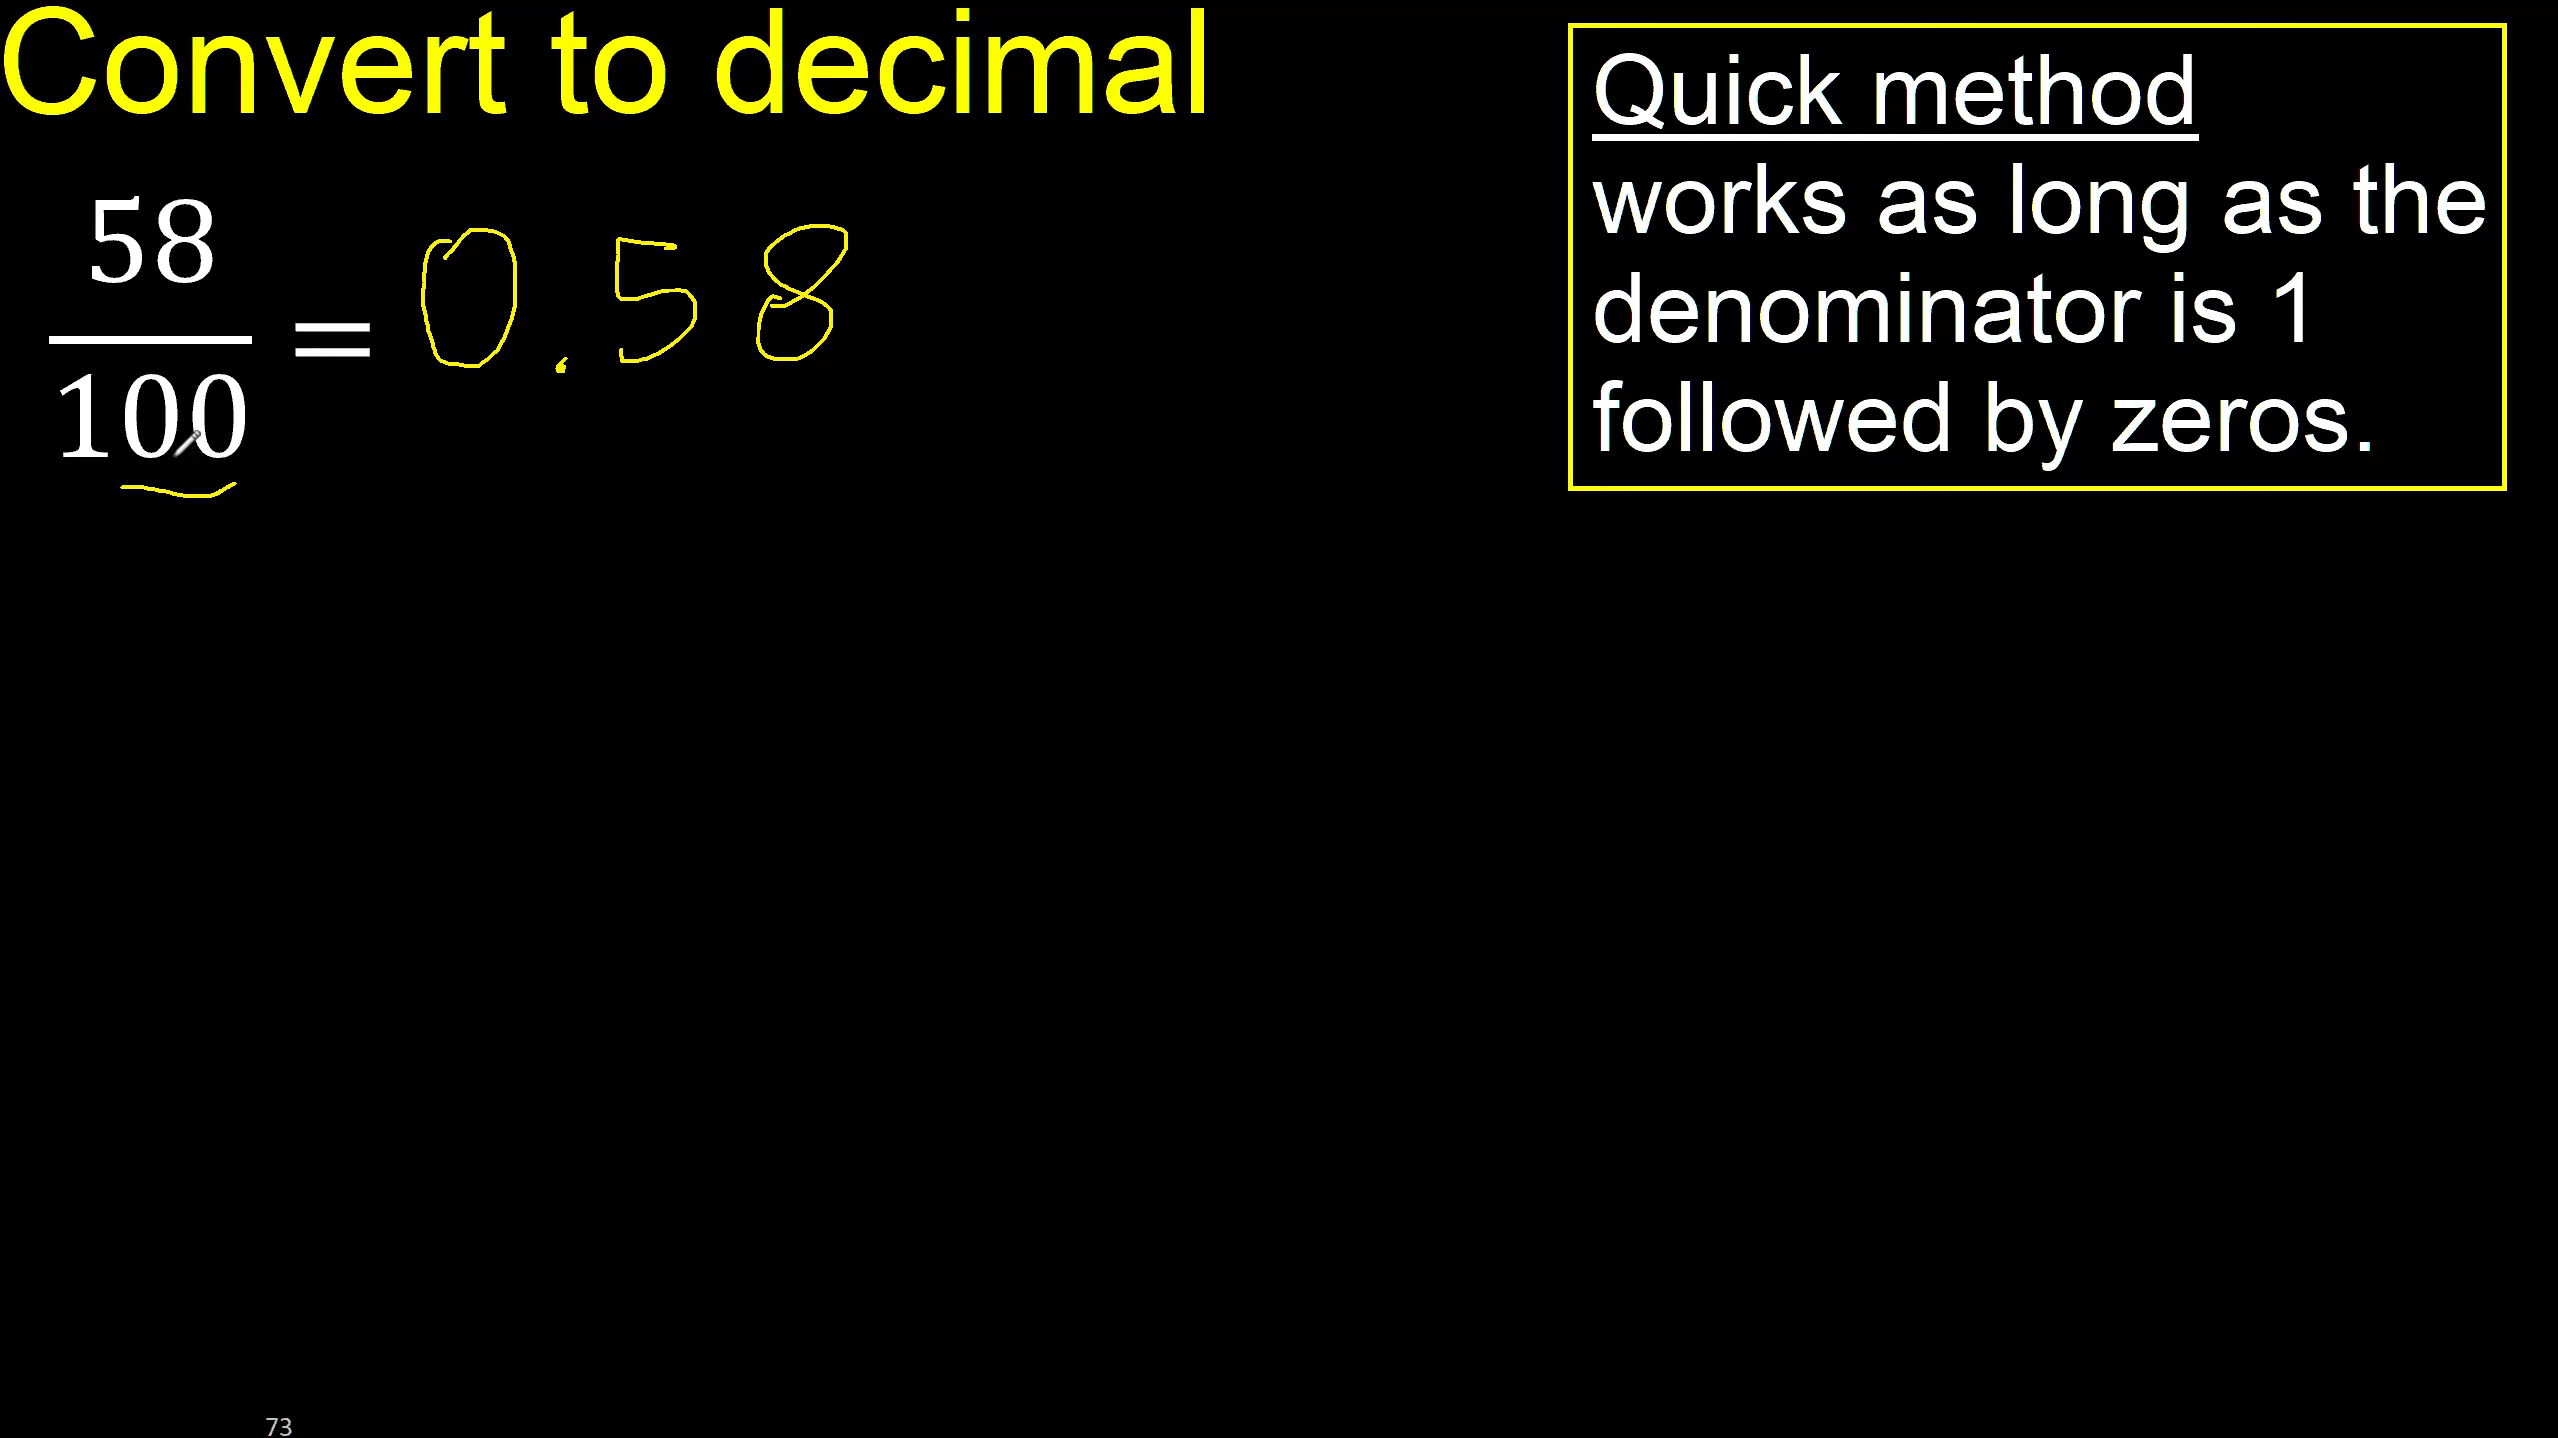 Convert to decimal
58
100
= 0.58
Quick method
works as long as the
denominator is 1
followed by zeros.
73